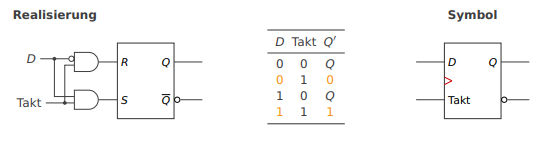 Realisierung
D
Takt
R
Q
S
Q̅
D Takt Q′
0 0 Q
0 1 0
1 0 Q
1 1 1
Symbol
D
Q
>
Takt
Q̅